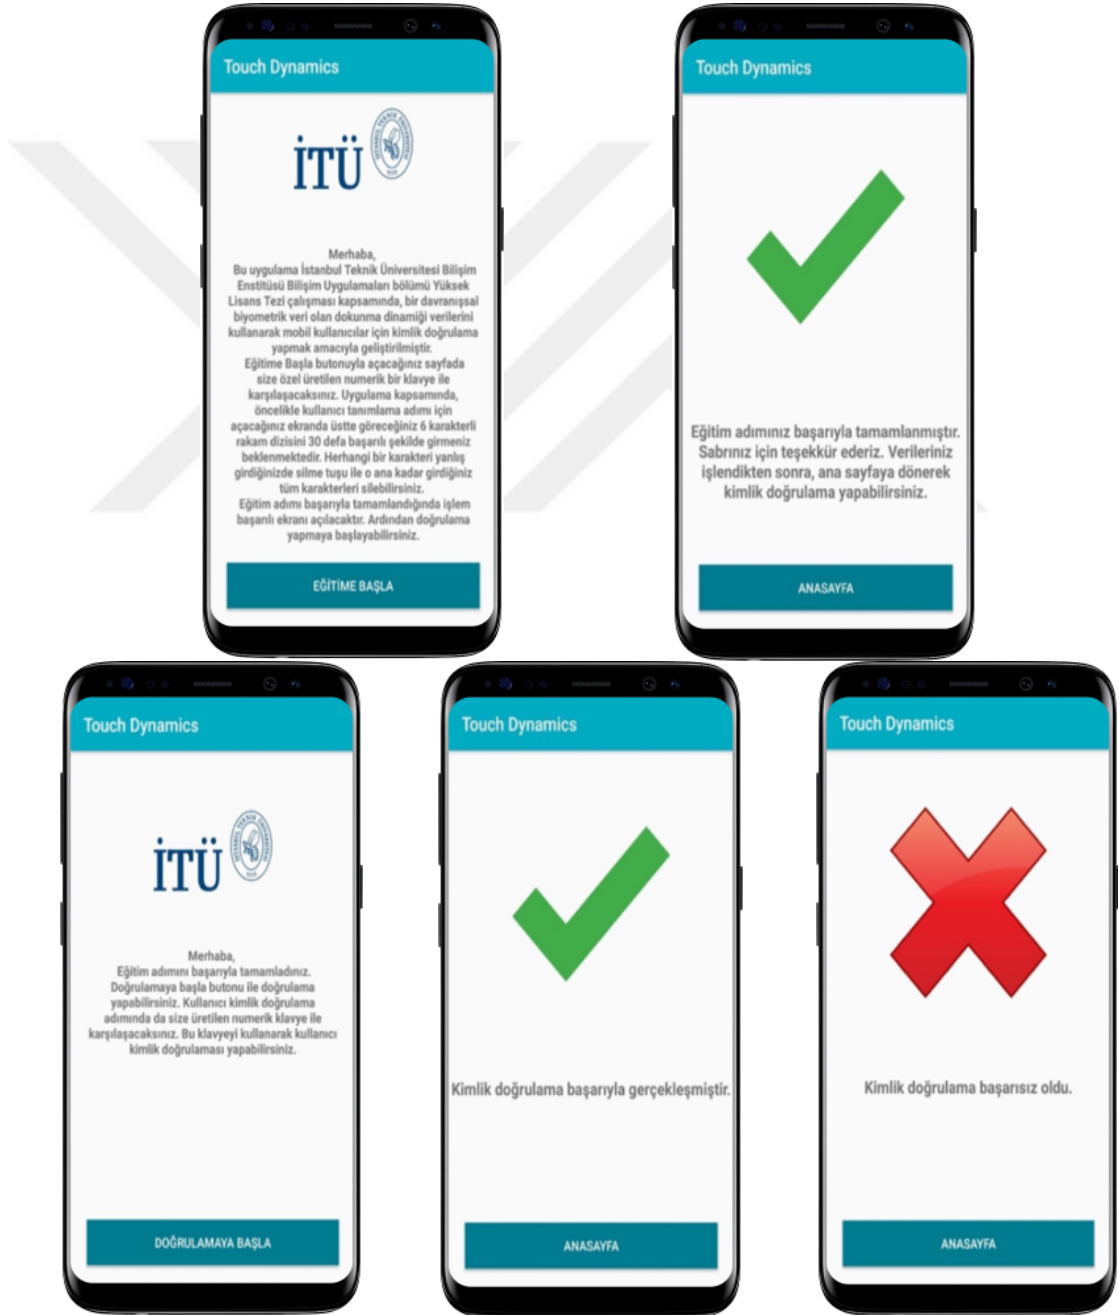 Touch Dynamics
İTÜ
Merhaba,
Bu uygulama İstanbul Teknik Üniversitesi Bilişim
Enstitüsü Bilişim Uygulamaları bölümü Yüksek
Lisans Tezi çalışması kapsamında, bir davranışsal
biyometrik veri olan dokunma dinamiği verilerini
kullanarak mobil kullanıcılar için kimlik doğrulama
yapmak amacıyla geliştirilmiştir.
Eğitime Başla butonuyla açacağınız sayfada
size özel üretilen numerik bir klavye ile
karşılaşacaksınız. Uygulama kapsamında,
öncelikle kullanıcı tanımlama adımı için
açacağınız ekranda üstte göreceğiniz 6 karakterli
rakam dizisini 30 defa başarılı şekilde girmeniz
beklenmektedir. Herhangi bir karakteri yanlış
girdiğinizde silme tuşu ile o ana kadar girdiğiniz
tüm karakterleri silebilirsiniz.
Eğitim adımı başarıyla tamamlandığında işlem
başarılı ekranı açılacaktır. Ardından doğrulama
yapmaya başlayabilirsiniz.
EĞİTİME BAŞLA
Touch Dynamics
Eğitim adımınız başarıyla tamamlanmıştır.
Sabrınız için teşekkür ederiz. Verileriniz
işlendikten sonra, ana sayfaya dönerek
kimlik doğrulama yapabilirsiniz.
ANASAYFA
Touch Dynamics
İTÜ
Merhaba,
Eğitim adımını başarıyla tamamladınız.
Doğrulamaya başla butonu ile doğrulama
yapabilirsiniz. Kullanıcı kimlik doğrulama
adımında da size üretilen numerik klavye ile
karşılaşacaksınız. Bu klavyeyi kullanarak kullanıcı
kimlik doğrulaması yapabilirsiniz.
DOĞRULAMAYA BAŞLA
Touch Dynamics
Kimlik doğrulama başarıyla gerçekleşmiştir.
ANASAYFA
Touch Dynamics
Kimlik doğrulama başarısız oldu.
ANASAYFA